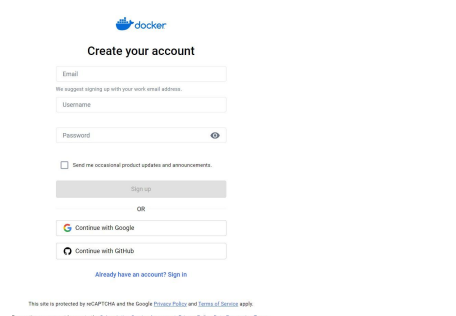 docker
Create your account
Email
We suggest signing up with your work email address.
Username
Password
Send me occasional product updates and announcements.
Sign up
OR
Continue with Google
Continue with GitHub
Already have an account? Sign in
This site is protected by reCAPTCHA and the Google Privacy Policy and Terms of Service apply.